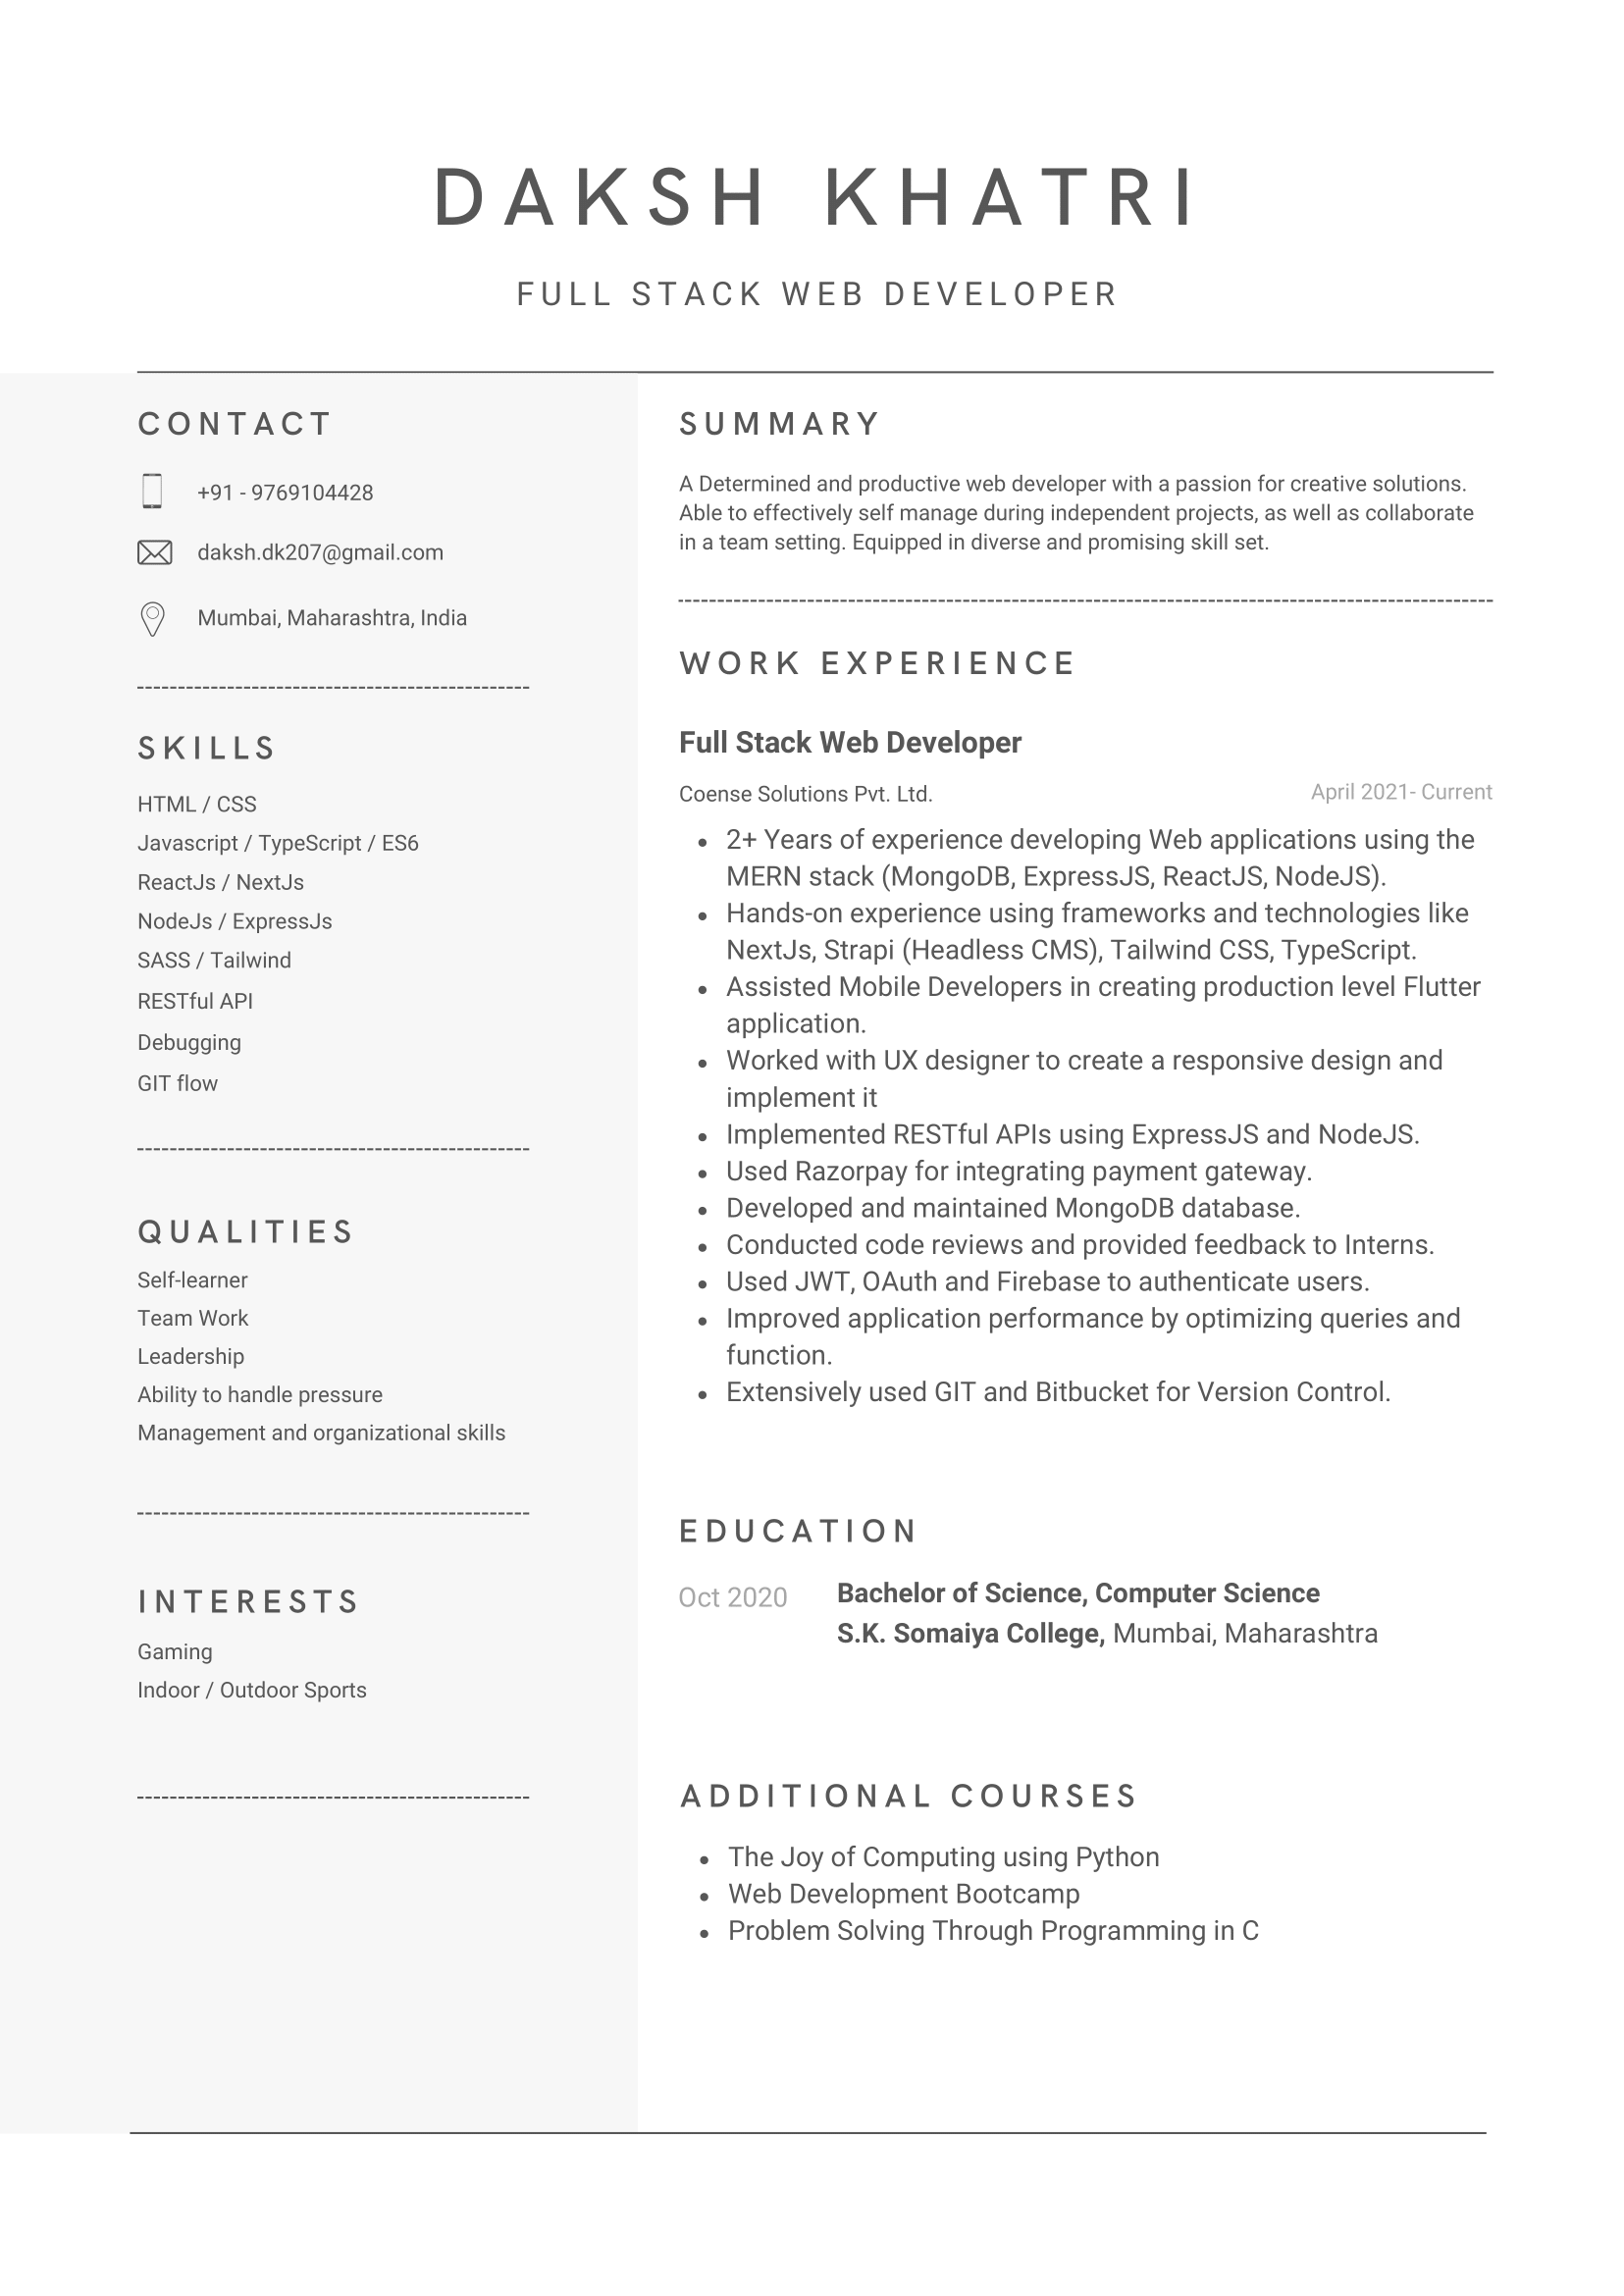 DAKSH KHATRI
FULL STACK WEB DEVELOPER
CONTACT
+91 - 9769104428
daksh.dk207@gmail.com
Mumbai, Maharashtra, India
SKILLS
HTML / CSS
Javascript / TypeScript / ES6
ReactJs / NextJs
NodeJs / ExpressJs
SASS / Tailwind
RESTful API
Debugging
GIT flow
QUALITIES
Self-learner
Team Work
Leadership
Ability to handle pressure
Management and organizational skills
INTERESTS
Gaming
Indoor / Outdoor Sports
SUMMARY
A Determined and productive web developer with a passion for creative solutions.
Able to effectively self manage during independent projects, as well as collaborate
in a team setting. Equipped in diverse and promising skill set.
WORK EXPERIENCE
Full Stack Web Developer
Coense Solutions Pvt. Ltd. April 2021- Current
• 2+ Years of experience developing Web applications using the
MERN stack (MongoDB, ExpressJS, ReactJS, NodeJS).
• Hands-on experience using frameworks and technologies like
NextJs, Strapi (Headless CMS), Tailwind CSS, TypeScript.
• Assisted Mobile Developers in creating production level Flutter
application.
• Worked with UX designer to create a responsive design and
implement it
• Implemented RESTful APIs using ExpressJS and NodeJS.
• Used Razorpay for integrating payment gateway.
• Developed and maintained MongoDB database.
• Conducted code reviews and provided feedback to Interns.
• Used JWT, OAuth and Firebase to authenticate users.
• Improved application performance by optimizing queries and
function.
• Extensively used GIT and Bitbucket for Version Control.
EDUCATION
Oct 2020 Bachelor of Science, Computer Science
S.K. Somaiya College, Mumbai, Maharashtra
ADDITIONAL COURSES
• The Joy of Computing using Python
• Web Development Bootcamp
• Problem Solving Through Programming in C